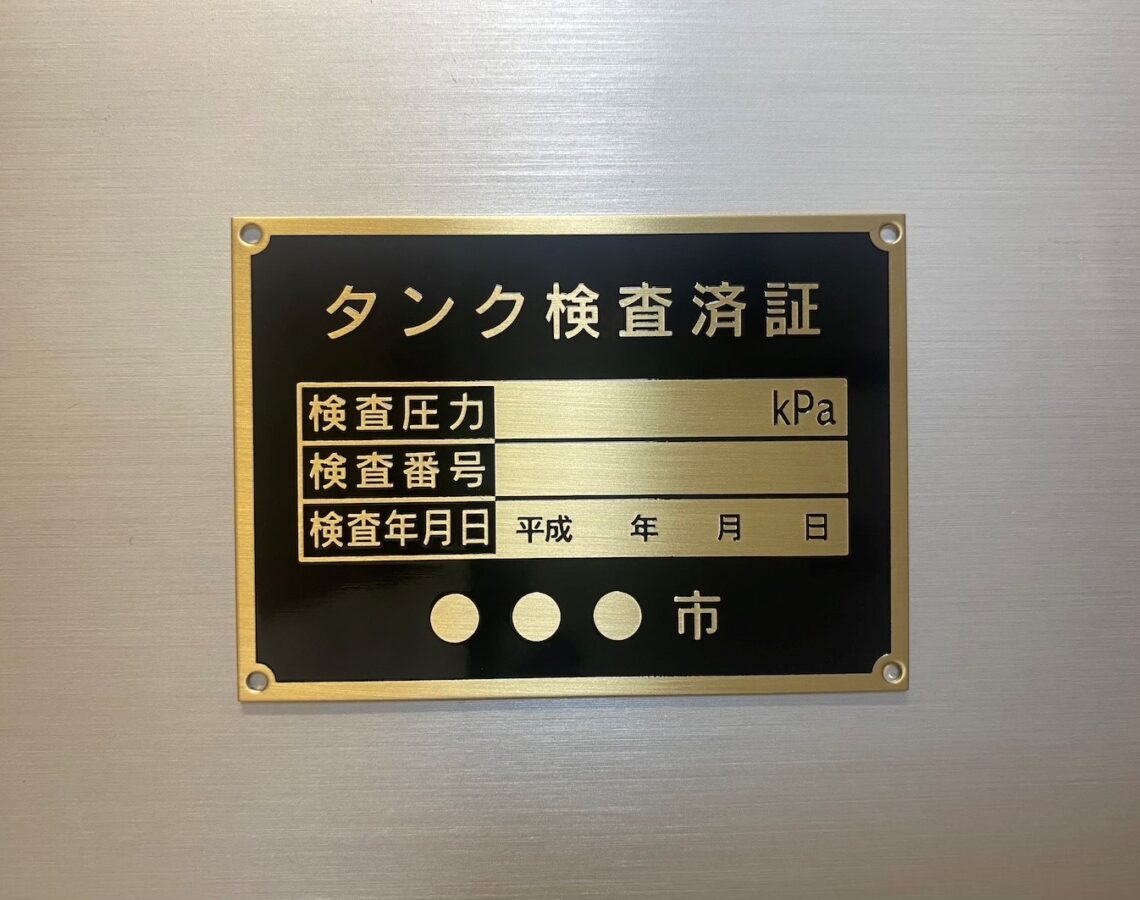 タンク検査済証
検査圧力 kPa
検査番号
検査年月日 平成 年 月 日
●●●市